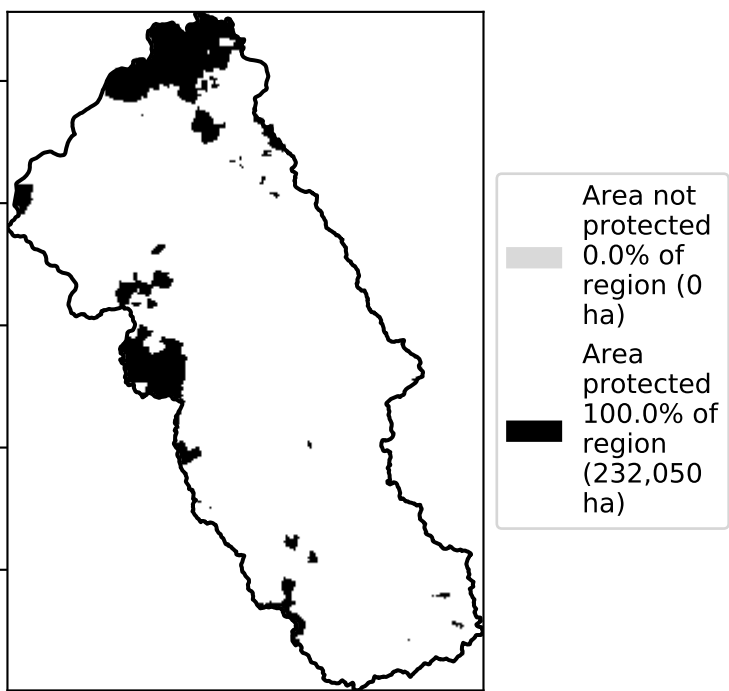 Area not
protected
0.0% of
region (0
ha)
Area
protected
100.0% of
region
(232,050
ha)